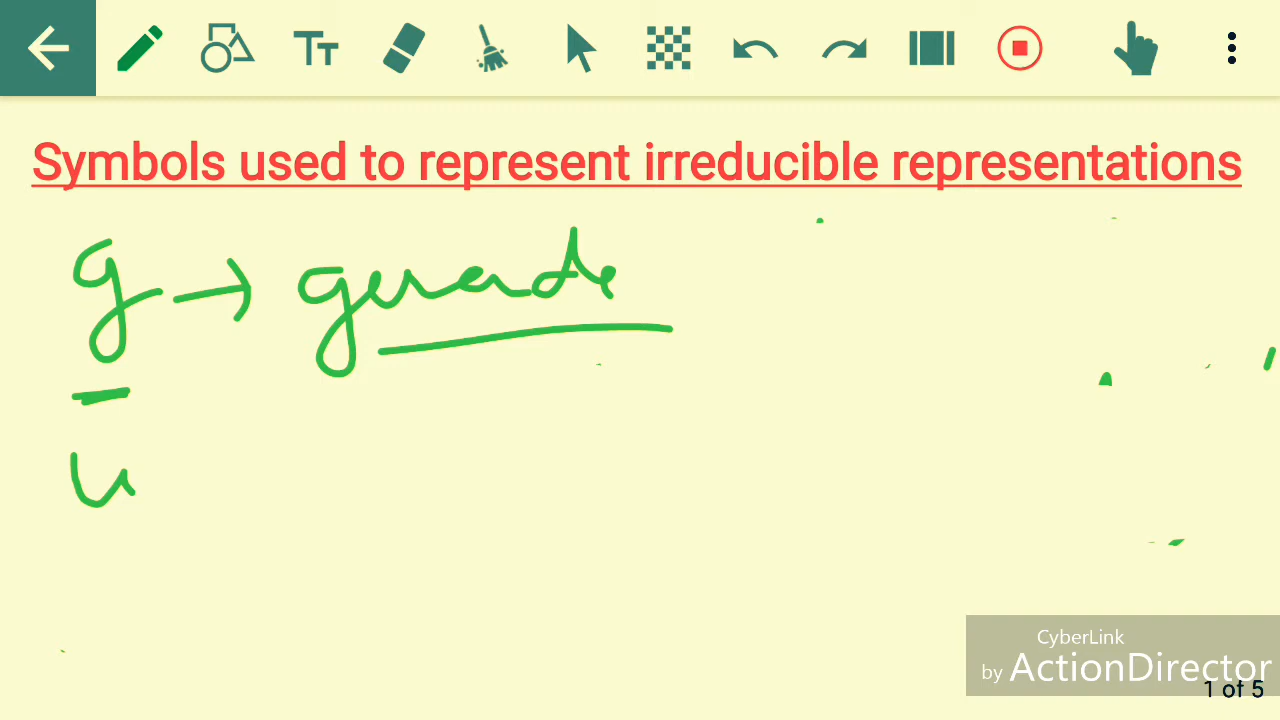 Symbols used to represent irreducible representations
g → gerade
u
CyberLink
by ActionDirector
1 of 5